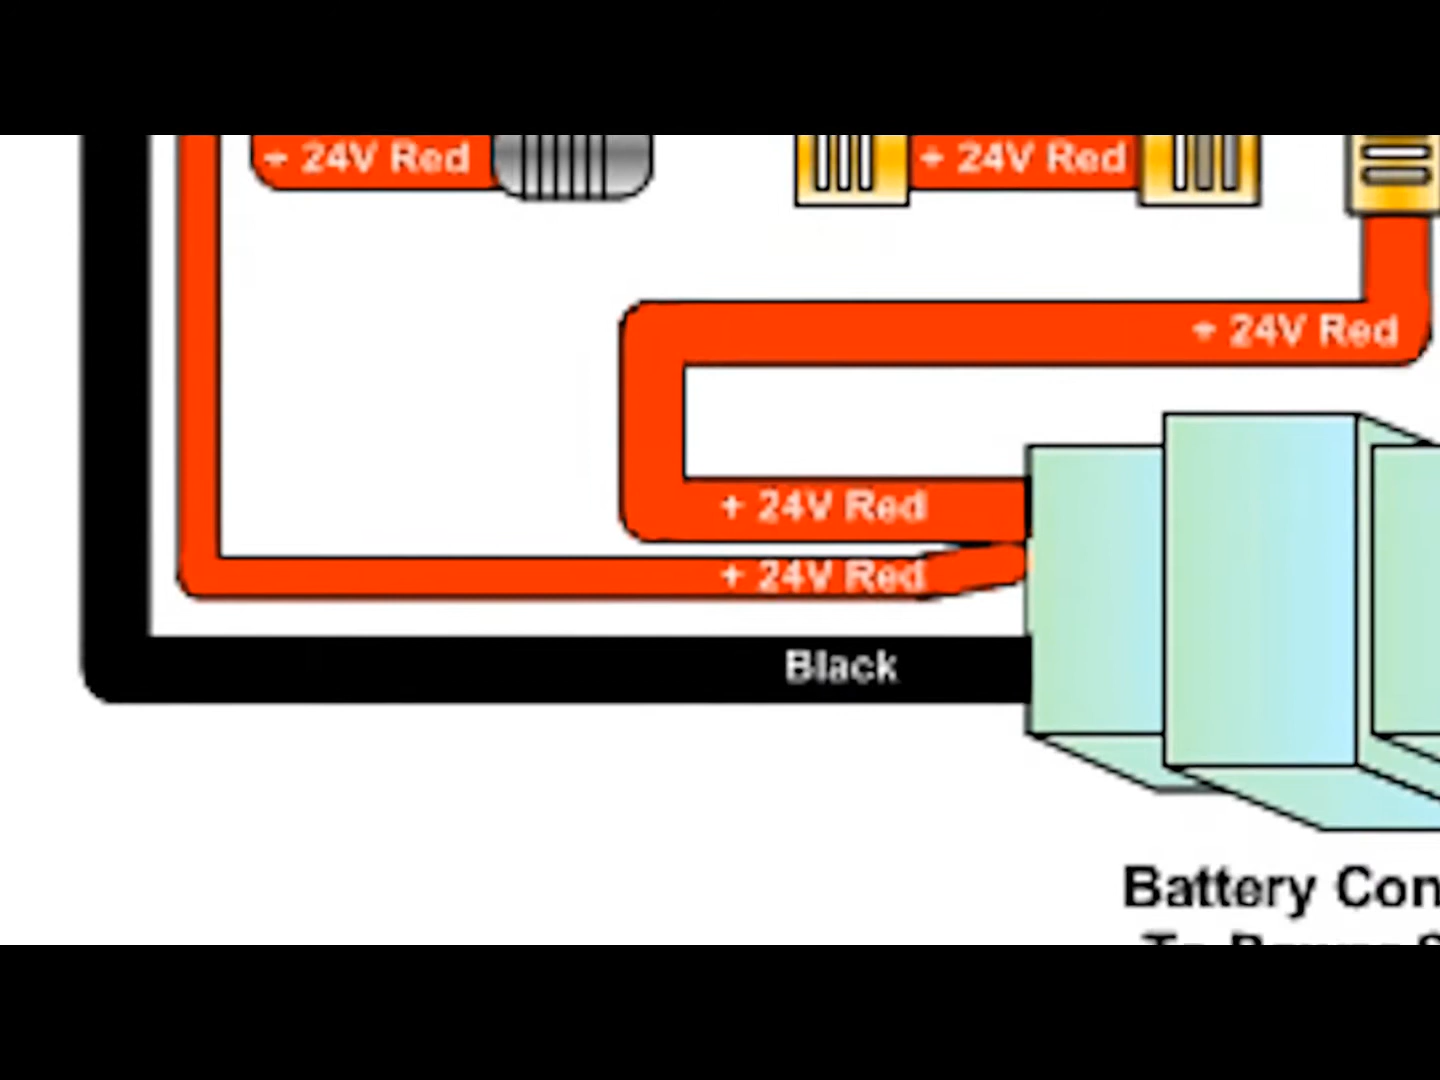 + 24V Red
+ 24V Red
+ 24V Red
+ 24V Red
+ 24V Red
Black
Battery Con